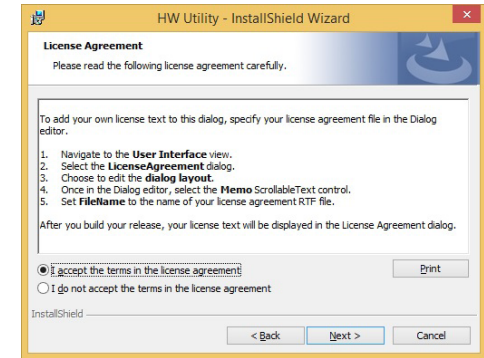 HW Utility - InstallShield Wizard
License Agreement
Please read the following license agreement carefully.
To add your own license text to this dialog, specify your license agreement file in the Dialog
editor.
1. Navigate to the User Interface view.
2. Select the LicenseAgreement dialog.
3. Choose to edit the dialog layout.
4. Once in the Dialog editor, select the Memo ScrollableText control.
5. Set FileName to the name of your license agreement RTF file.
After you build your release, your license text will be displayed in the License Agreement dialog.
I accept the terms in the license agreement
Print
I do not accept the terms in the license agreement
InstallShield
< Back Next > Cancel